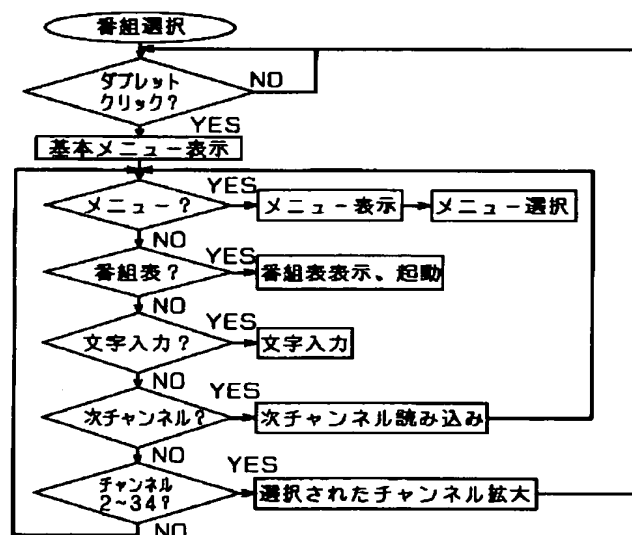 番組選択
ダブレット
クリック?
NO
YES
基本メニュー表示
メニュー?
YES
メニュー表示
メニュー選択
NO
番組表?
YES
番組表表示、起動
NO
文字入力?
YES
文字入力
NO
次チャンネル?
YES
次チャンネル読み込み
NO
チャンネル
2~34?
YES
選択されたチャンネル拡大
NO